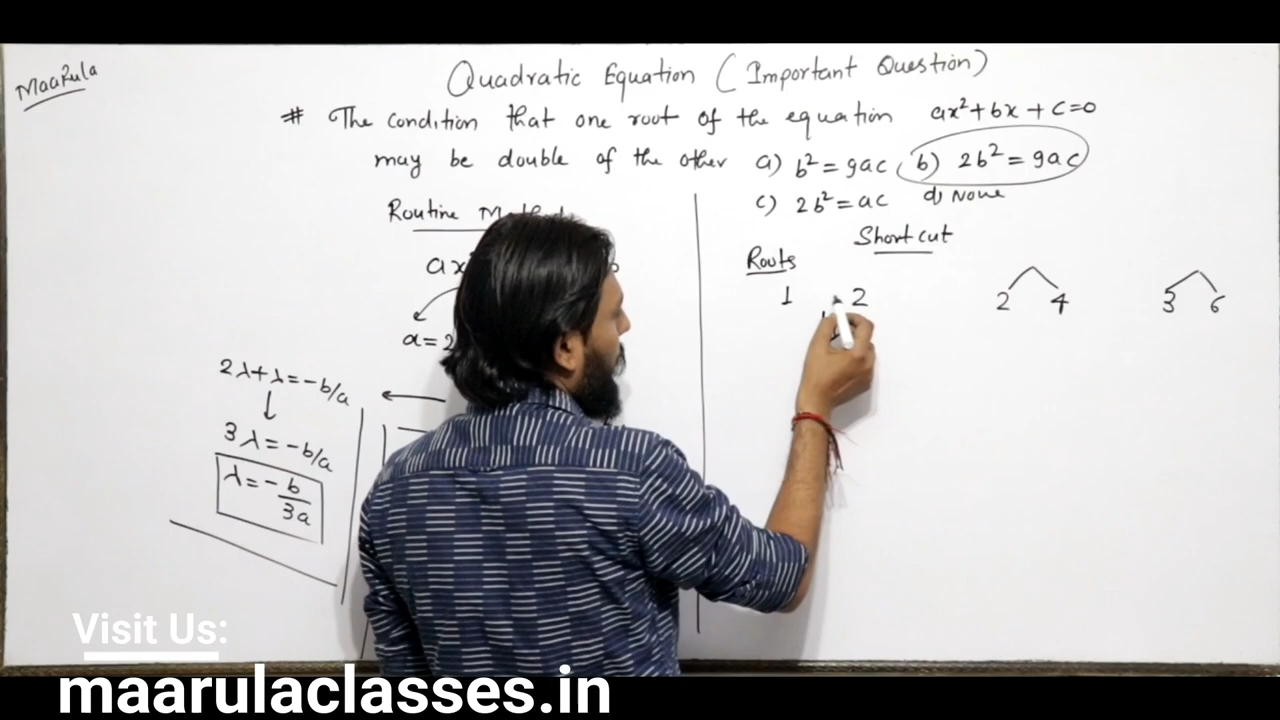 MaaRula
Quadratic Equation (Important Question)
# The condition that one root of the equation ax²+bx+c=0
may be double of the other a) b²=9ac b) 2b²=9ac
c) 2b²=ac d) None
Routine
ax
a=2
2λ+λ=-b/a
3λ=-b/a
λ=-b/3a
Short cut
Routs
1 2
2 4
3 6
Visit Us:
maarulaclasses.in